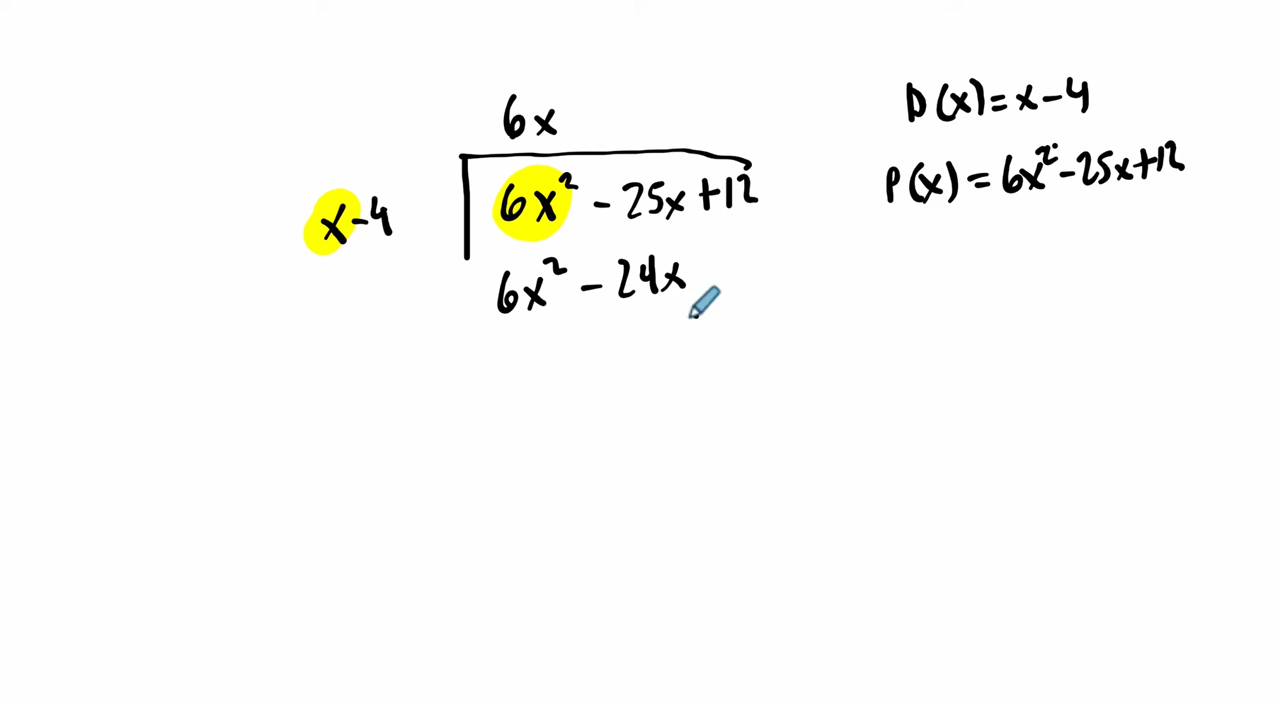 6x
x-4
6x² - 25x + 12
6x² - 24x
D(x) = x - 4
P(x) = 6x² - 25x + 12